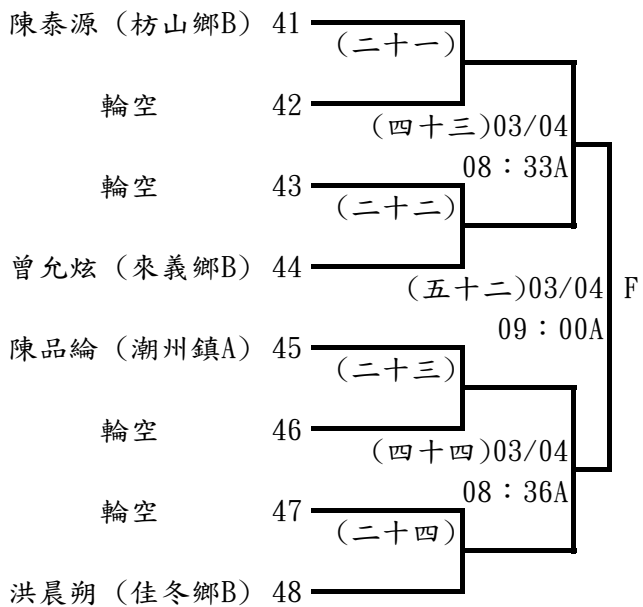 陳泰源 (枋山鄉B) 41
(二十一)
輪空 42
(四十三)03/04
08:33A
輪空 43
(二十二)
曾允炫 (來義鄉B) 44
(五十二)03/04 F
09:00A
陳品綸 (潮州鎮A) 45
(二十三)
輪空 46
(四十四)03/04
08:36A
輪空 47
(二十四)
洪晨朔 (佳冬鄉B) 48